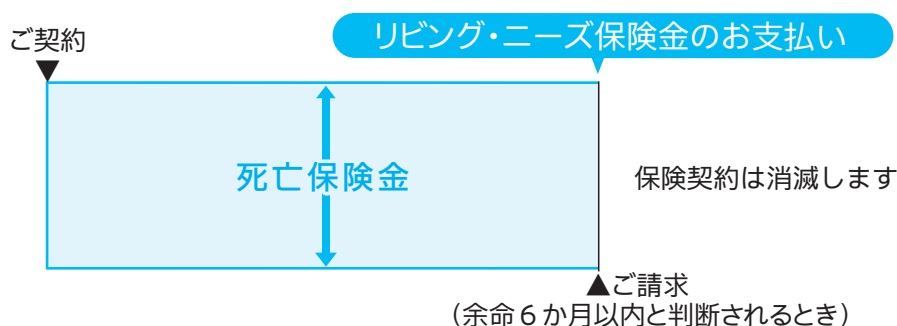 リビング・ニーズ保険金のお支払い
ご契約
▼
死亡保険金
保険契約は消滅します
▲ご請求
（余命6か月以内と判断されるとき）